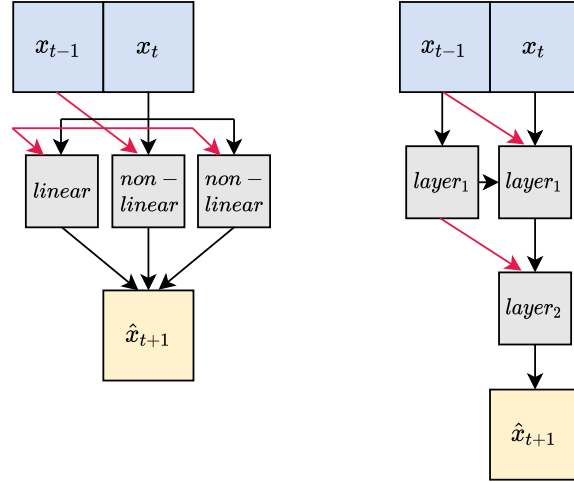 x_{t-1} x_t
linear
non-
linear
non-
linear
x̂_{t+1}
x_{t-1} x_t
layer_1 layer_1
layer_2
x̂_{t+1}